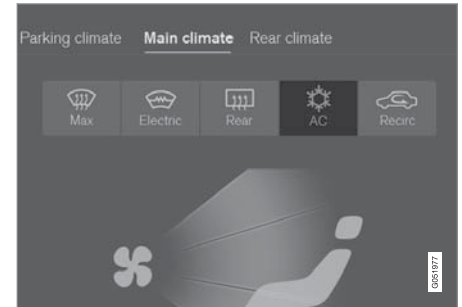 Parking climate Main climate Rear climate
Max Electric Rear AC Recirc
G051977